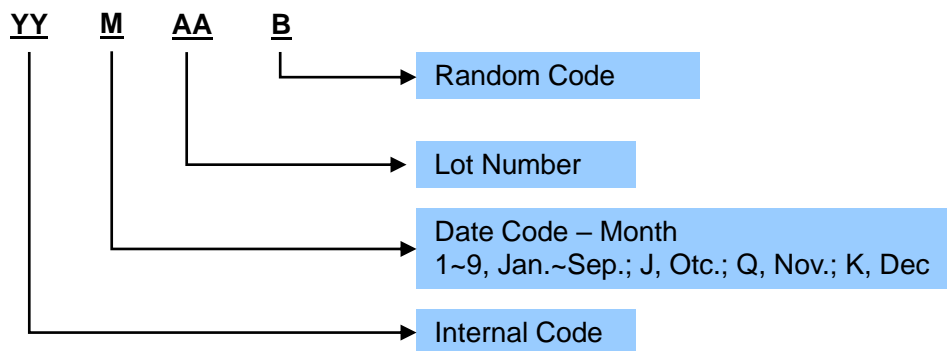 YY M AA B
Random Code
Lot Number
Date Code – Month
1~9, Jan.~Sep.; J, Otc.; Q, Nov.; K, Dec
Internal Code